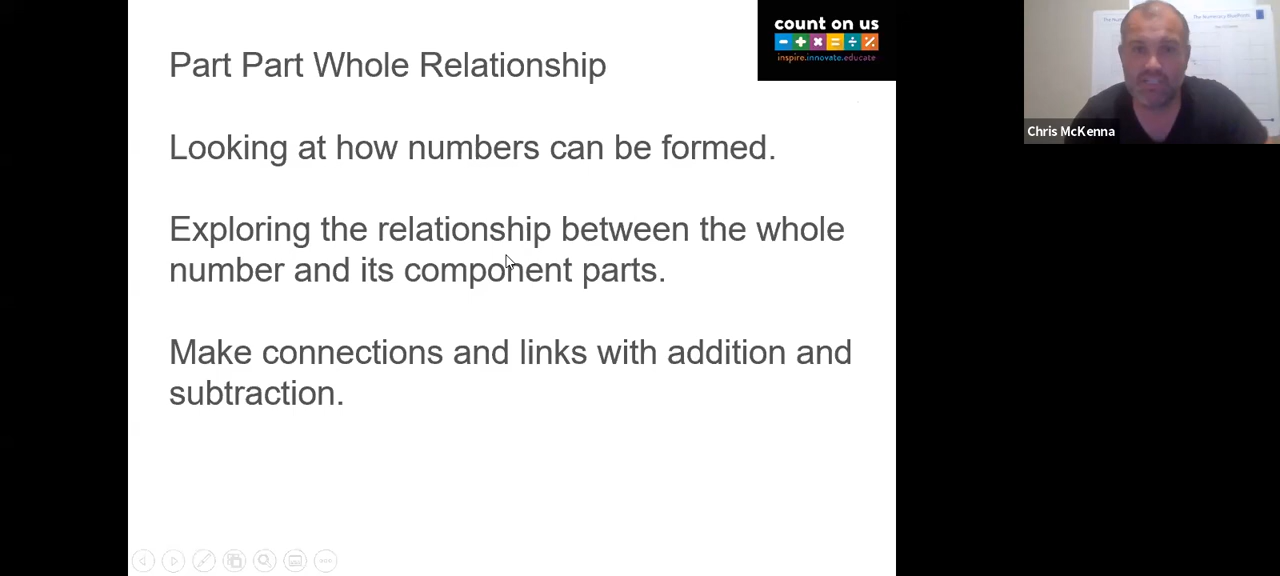 Part Part Whole Relationship
Looking at how numbers can be formed.
Exploring the relationship between the whole
number and its component parts.
Make connections and links with addition and
subtraction.
count on us
− + × = ÷ %
inspire.innovate.educate
Chris McKenna